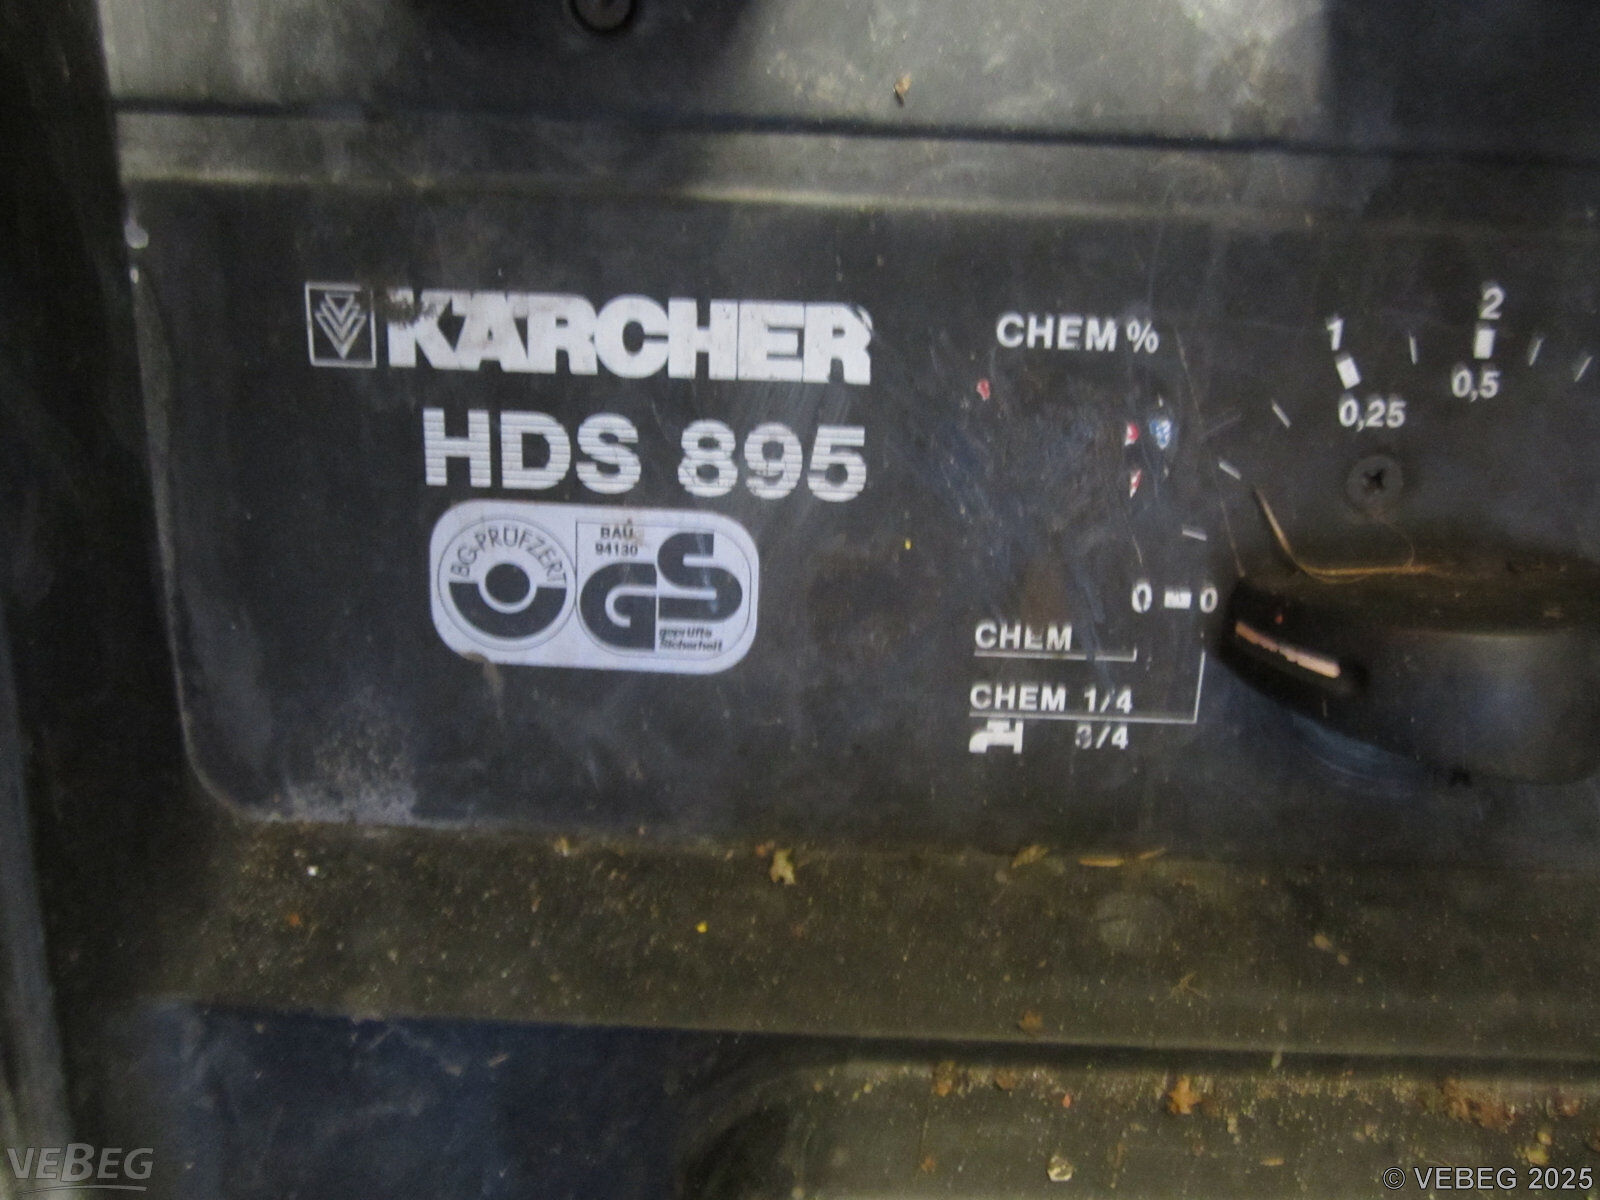 KÄRCHER
HDS 895
BG-PRÜFZERT
BAU
94130
GS
geprüfte
Sicherheit
CHEM %
1
2
0,25
0,5
0 0
CHEM
CHEM 1/4
3/4
VEBEG
© VEBEG 2025